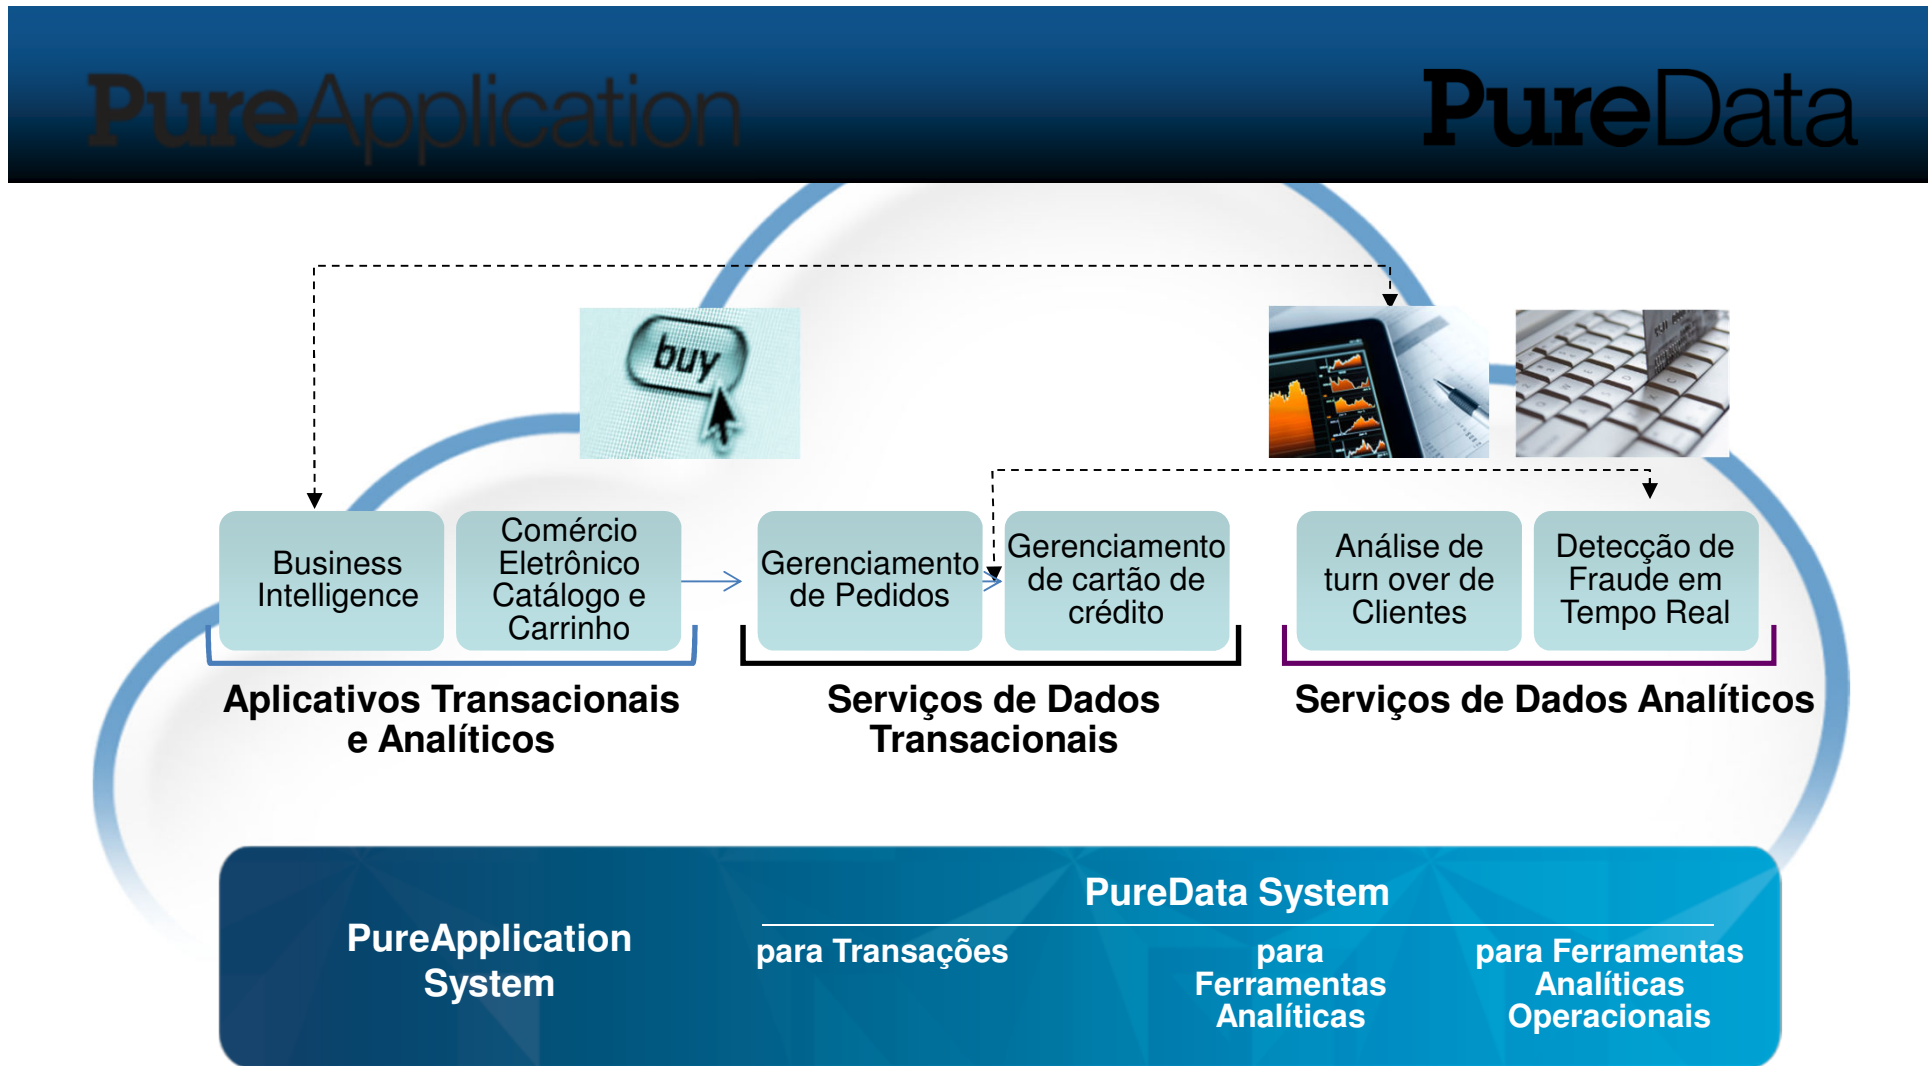 PureApplication
PureData
buy
Business
Intelligence
Comércio
Eletrônico
Catálogo e
Carrinho
Gerenciamento
de Pedidos
Gerenciamento
de cartão de
crédito
Análise de
turn over de
Clientes
Detecção de
Fraude em
Tempo Real
Aplicativos Transacionais
e Analíticos
Serviços de Dados
Transacionais
Serviços de Dados Analíticos
PureApplication
System
PureData System
para Transações
para
Ferramentas
Analíticas
para Ferramentas
Analíticas
Operacionais